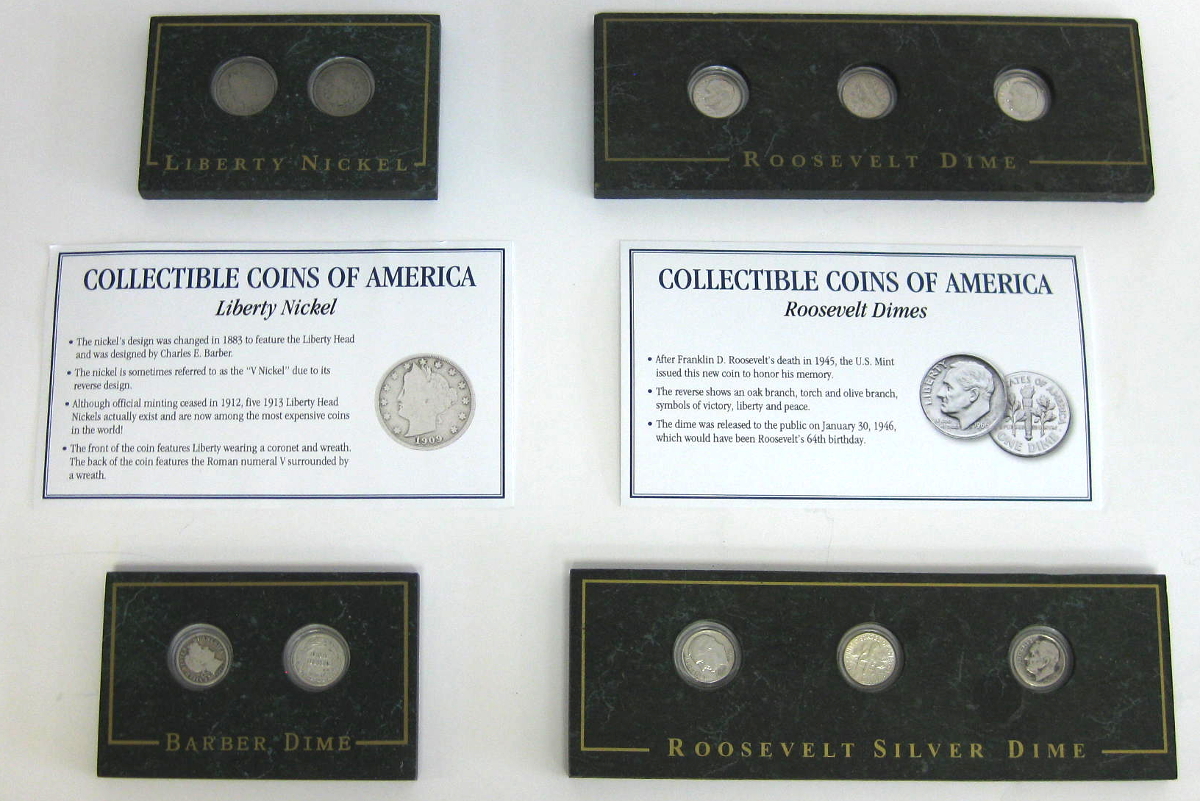 LIBERTY NICKEL
ROOSEVELT DIME
COLLECTIBLE COINS OF AMERICA
Liberty Nickel
• The nickel's design was changed in 1883 to feature the Liberty Head
and was designed by Charles E. Barber.
• The nickel is sometimes referred to as the "V Nickel" due to its
reverse design.
• Although official minting ceased in 1912, five 1913 Liberty Head
Nickels actually exist and are now among the most expensive coins
in the world!
• The front of the coin features Liberty wearing a coronet and wreath.
The back of the coin features the Roman numeral V surrounded by
a wreath.
1909
COLLECTIBLE COINS OF AMERICA
Roosevelt Dimes
• After Franklin D. Roosevelt's death in 1945, the U.S. Mint
issued this new coin to honor his memory.
• The reverse shows an oak branch, torch and olive branch,
symbols of victory, liberty and peace.
• The dime was released to the public on January 30, 1946,
which would have been Roosevelt's 64th birthday.
LIBERTY
ATES OF AMERICA
ONE DIME
BARBER DIME
ROOSEVELT SILVER DIME